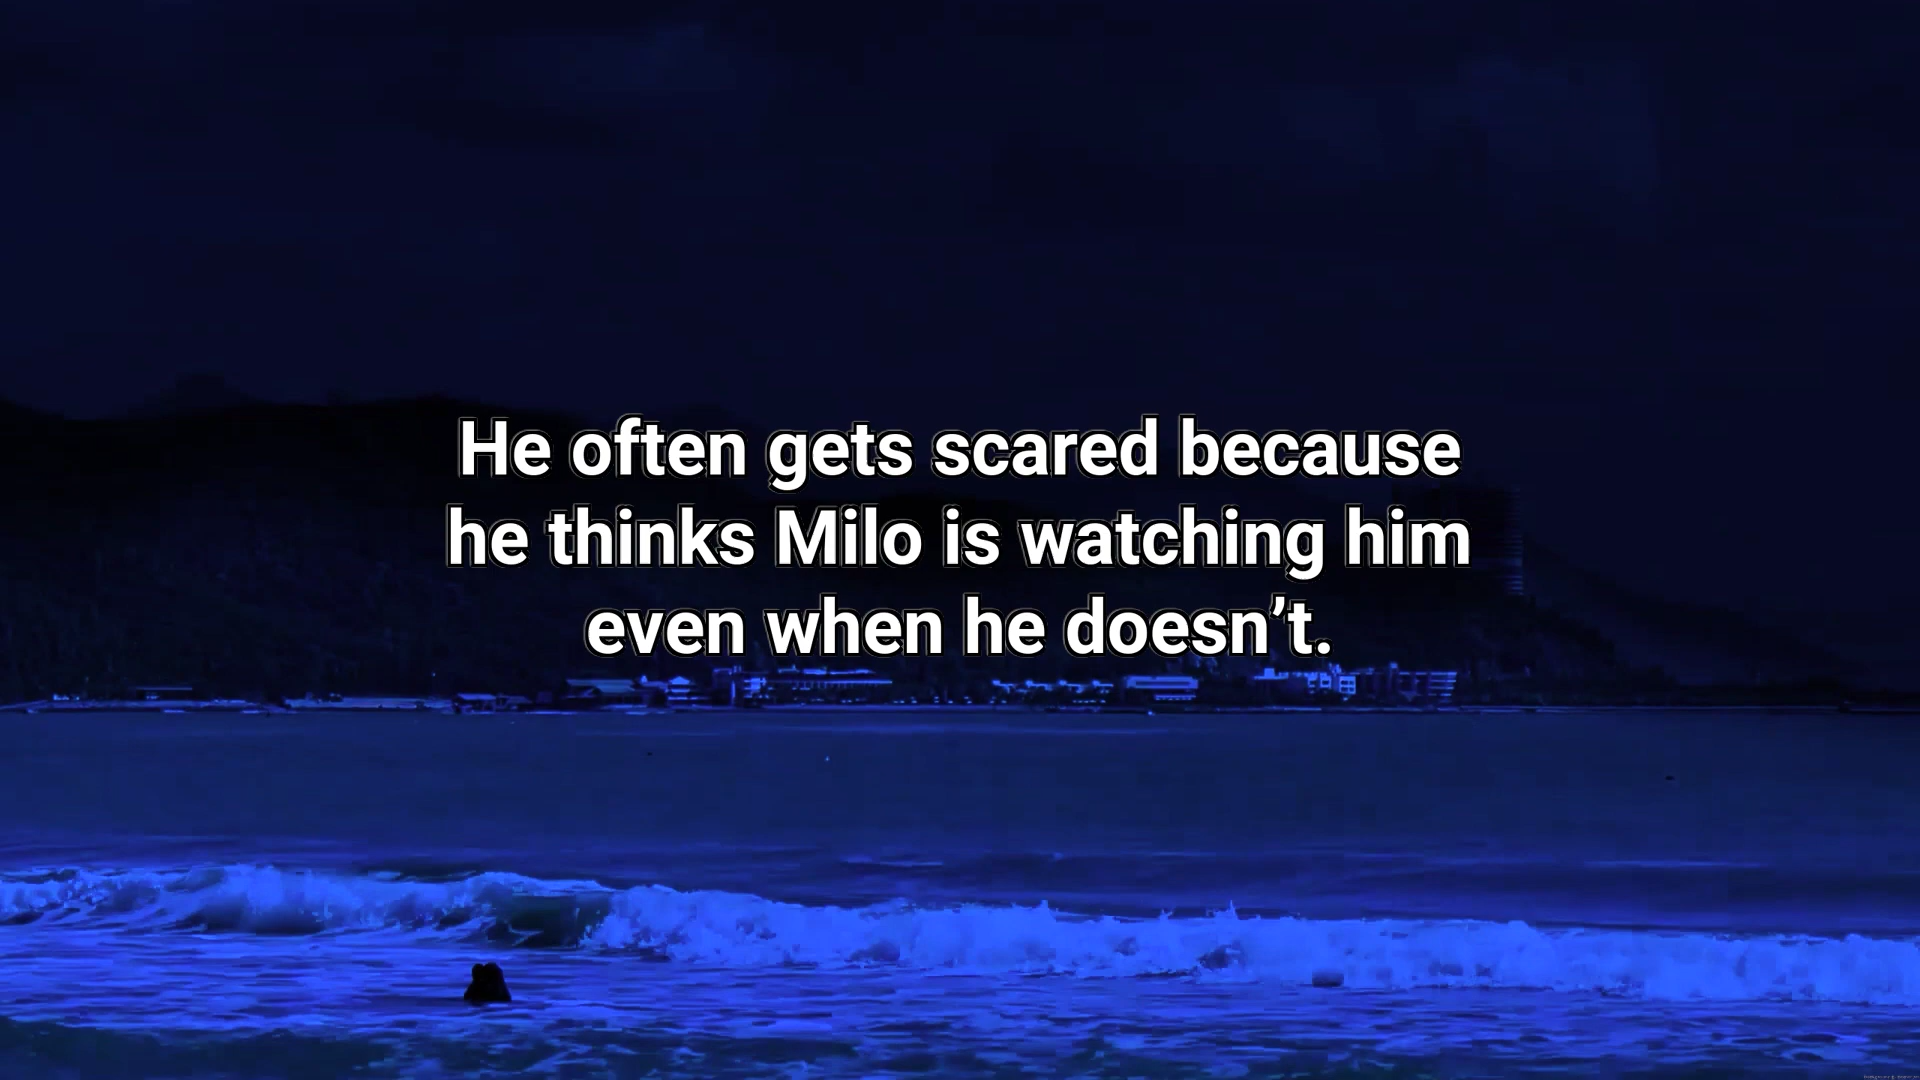 He often gets scared because
he thinks Milo is watching him
even when he doesn’t.